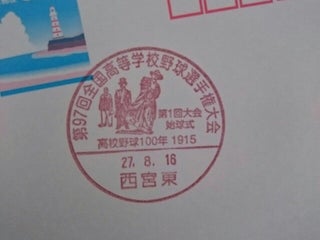 第97回全国高等学校野球選手権大会
第1回大会
始球式
高校野球100年 1915
27.8.16
西宮東